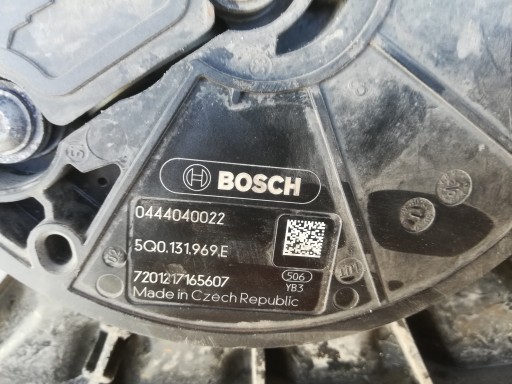 BOSCH
0444040022
5Q0.131.969.E
7201217165607
506
YB3
Made in Czech Republic